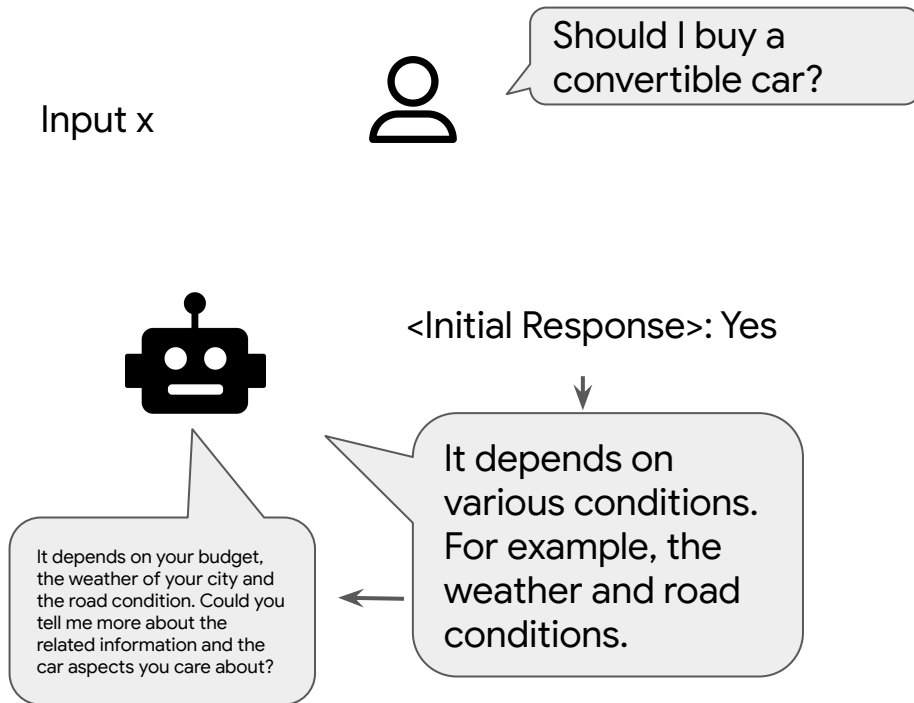 Should I buy a
convertible car?
Input x
<Initial Response>: Yes
It depends on
various conditions.
For example, the
weather and road
conditions.
It depends on your budget,
the weather of your city and
the road condition. Could you
tell me more about the
related information and the
car aspects you care about?